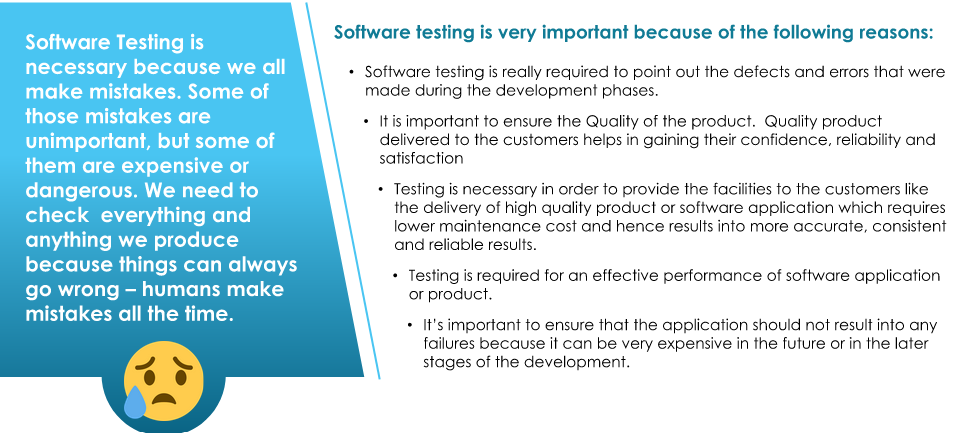 Software Testing is
necessary because we all
make mistakes. Some of
those mistakes are
unimportant, but some of
them are expensive or
dangerous. We need to
check  everything and
anything we produce
because things can always
go wrong – humans make
mistakes all the time.
Software testing is very important because of the following reasons:
• Software testing is really required to point out the defects and errors that were
made during the development phases.
• It is important to ensure the Quality of the product.  Quality product
delivered to the customers helps in gaining their confidence, reliability and
satisfaction
• Testing is necessary in order to provide the facilities to the customers like
the delivery of high quality product or software application which requires
lower maintenance cost and hence results into more accurate, consistent
and reliable results.
• Testing is required for an effective performance of software application
or product.
• It’s important to ensure that the application should not result into any
failures because it can be very expensive in the future or in the later
stages of the development.